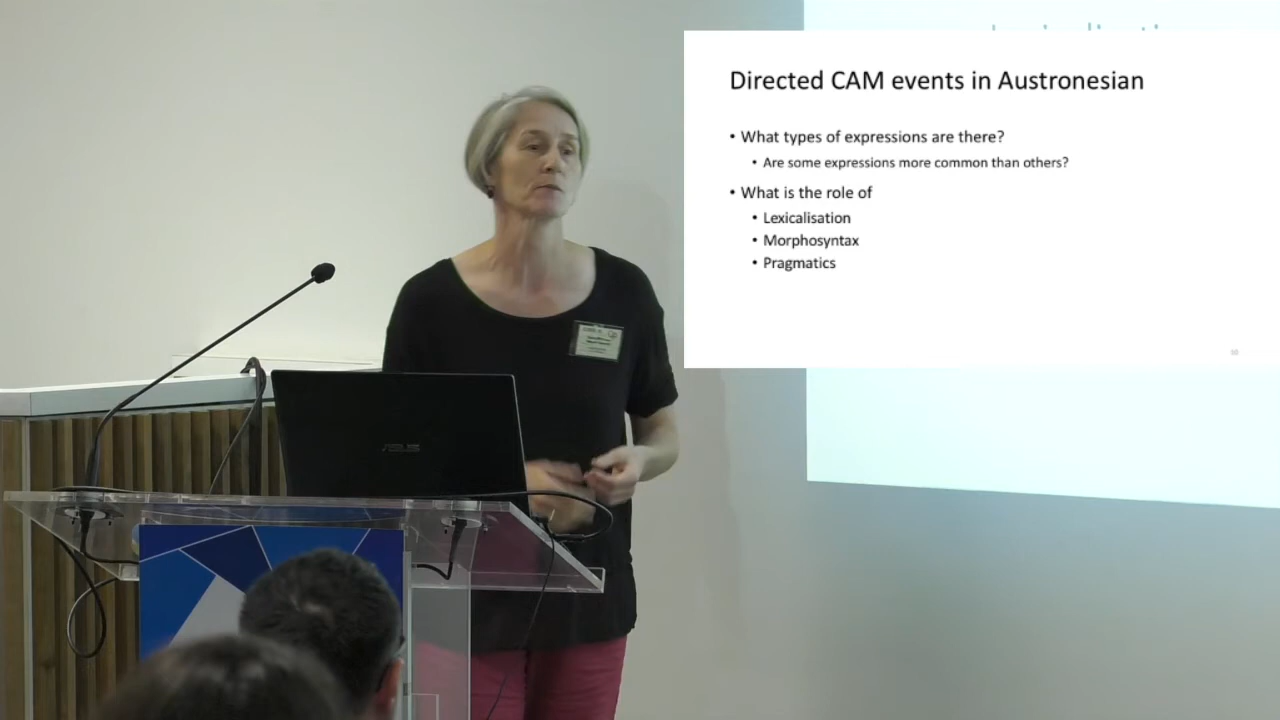 Directed CAM events in Austronesian
• What types of expressions are there?
• Are some expressions more common than others?
• What is the role of
• Lexicalisation
• Morphosyntax
• Pragmatics